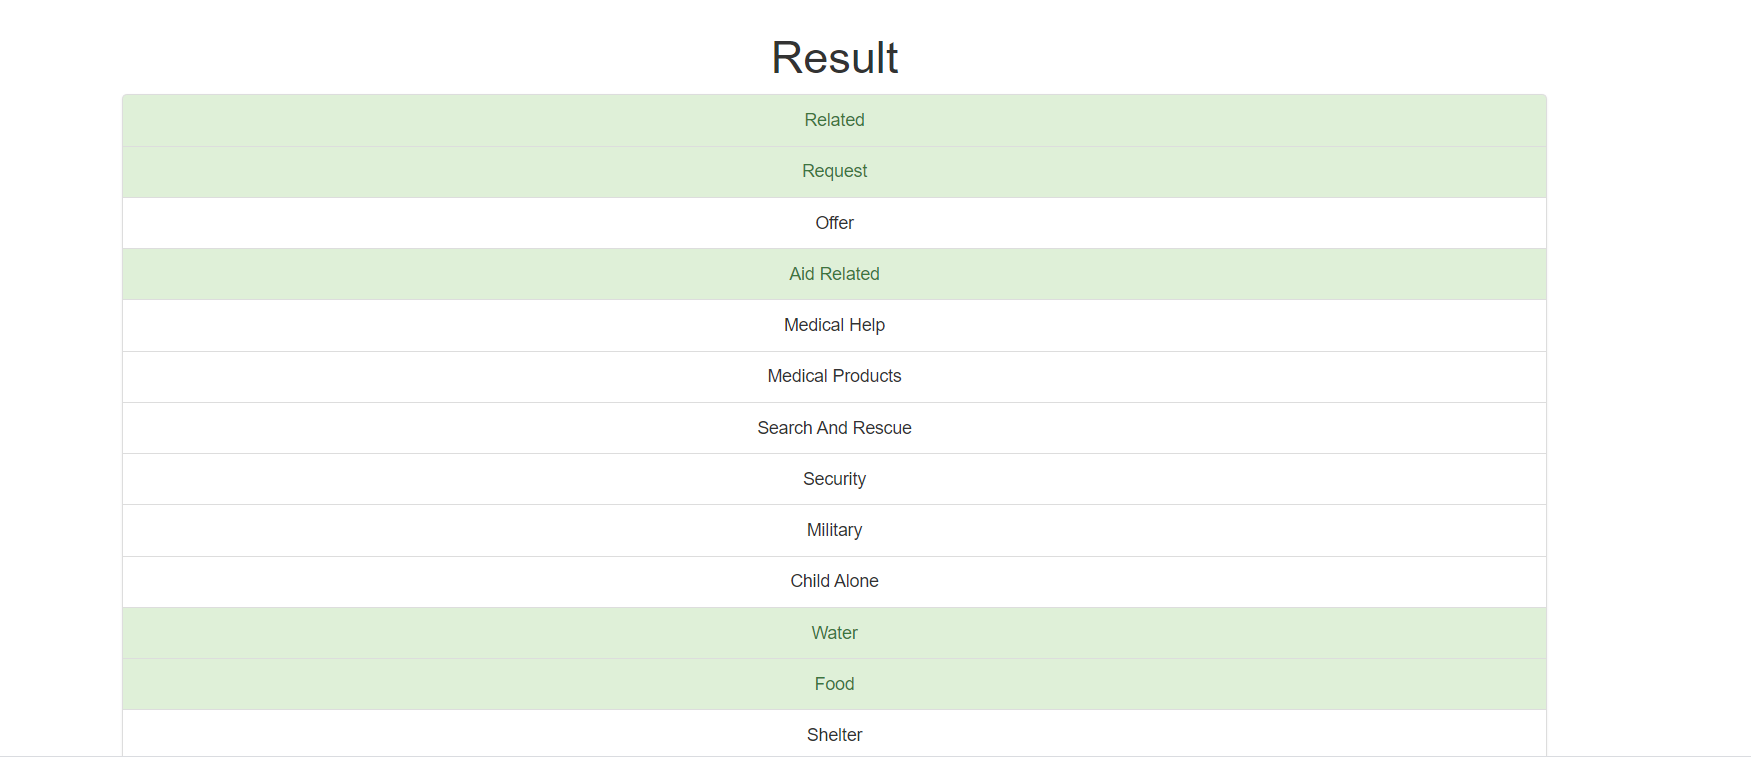 Result
Related
Request
Offer
Aid Related
Medical Help
Medical Products
Search And Rescue
Security
Military
Child Alone
Water
Food
Shelter